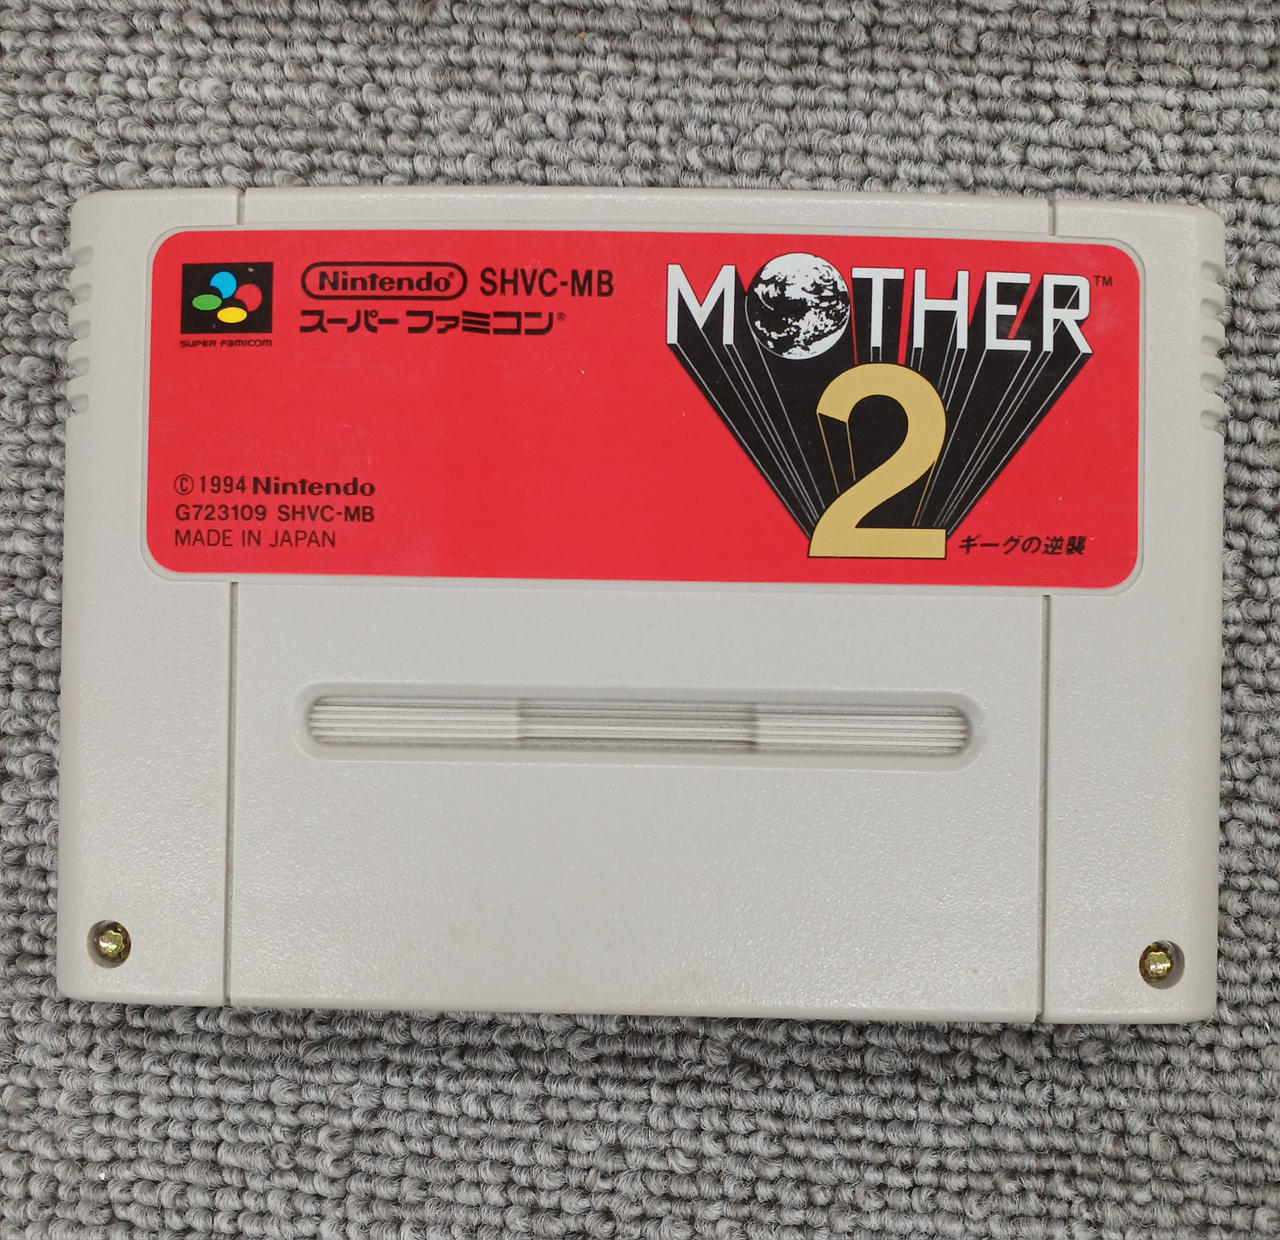 SUPER FAMICOM
Nintendo® SHVC-MB
スーパーファミコン®
MOTHER™
2
ギーグの逆襲
© 1994 Nintendo
G723109 SHVC-MB
MADE IN JAPAN